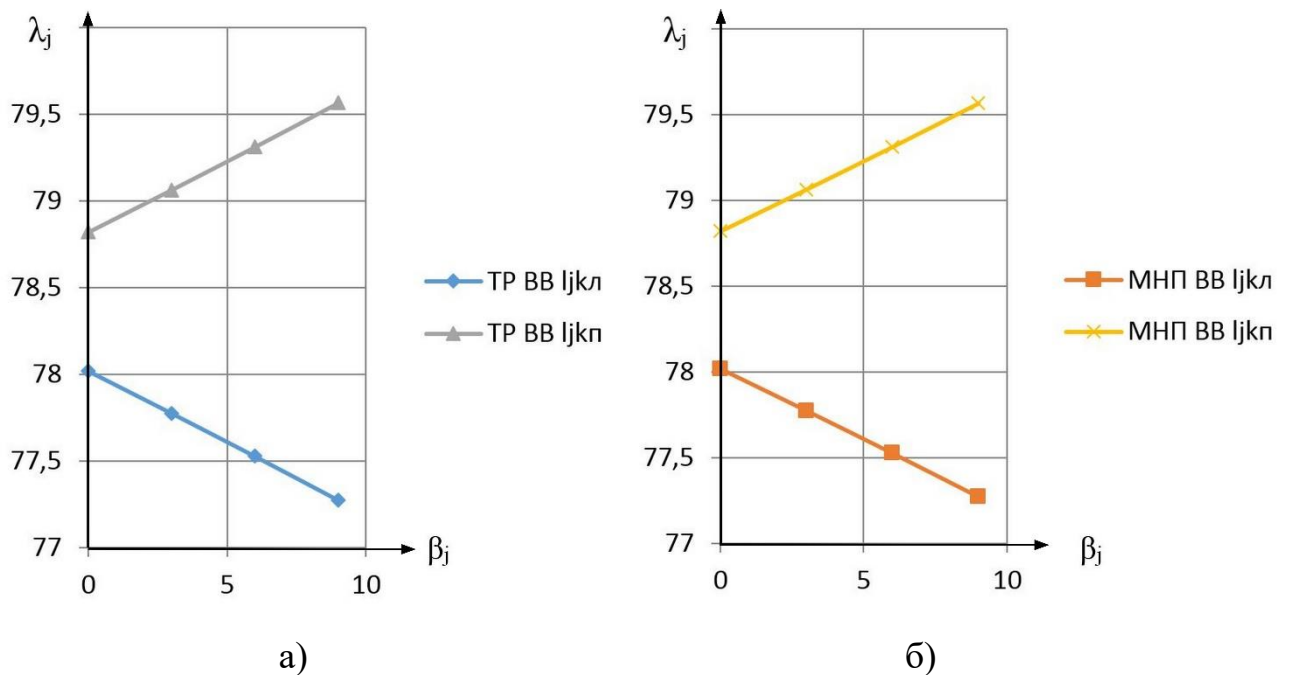 λj
79,5
79
78,5
78
77,5
77
0
5
10
βj
ТР ВВ ljkл
ТР ВВ ljkп
а)
λj
79,5
79
78,5
78
77,5
77
0
5
10
βj
МНП ВВ ljkл
МНП ВВ ljkп
б)